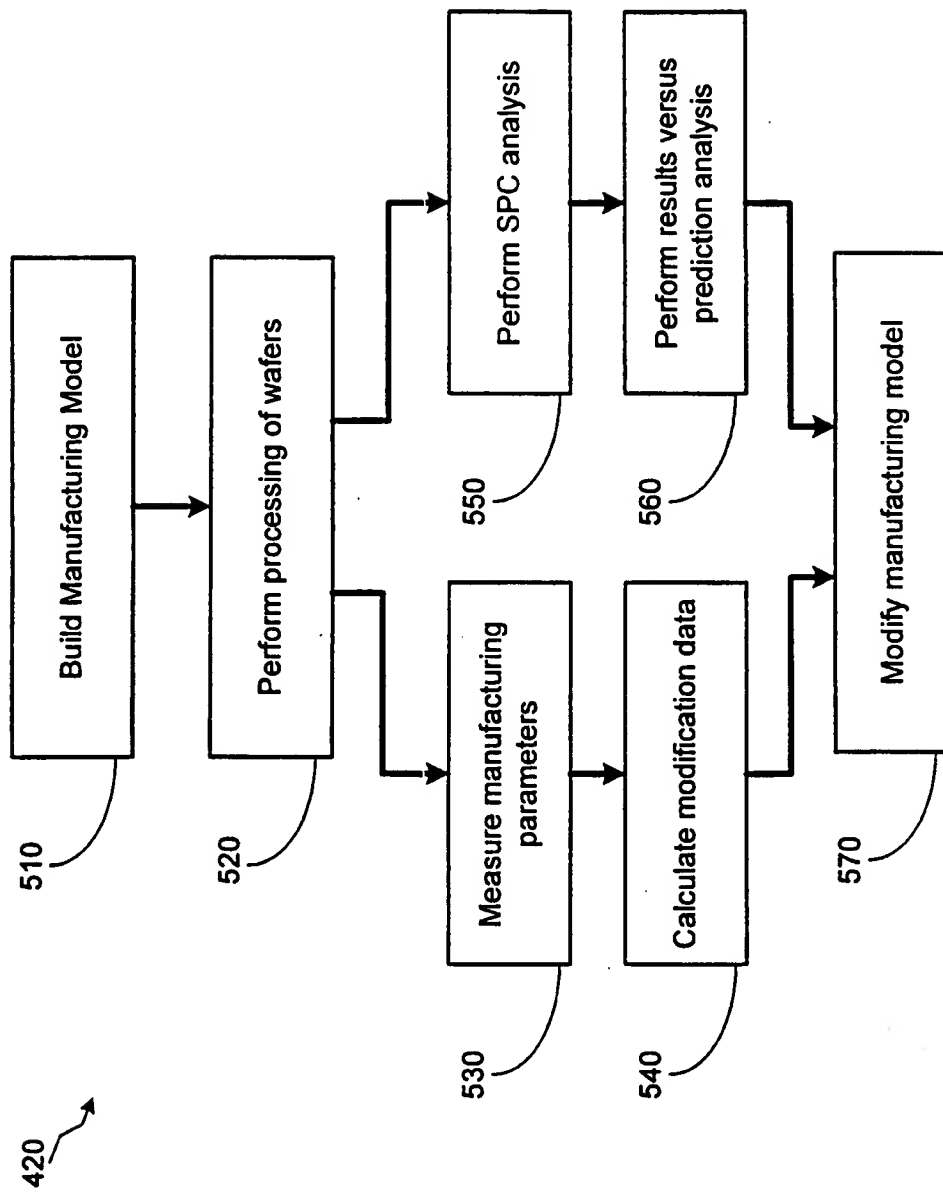 420
510
Build Manufacturing Model
520
Perform processing of wafers
530
Measure manufacturing
parameters
550
Perform SPC analysis
540
Calculate modification data
560
Perform results versus
prediction analysis
570
Modify manufacturing model